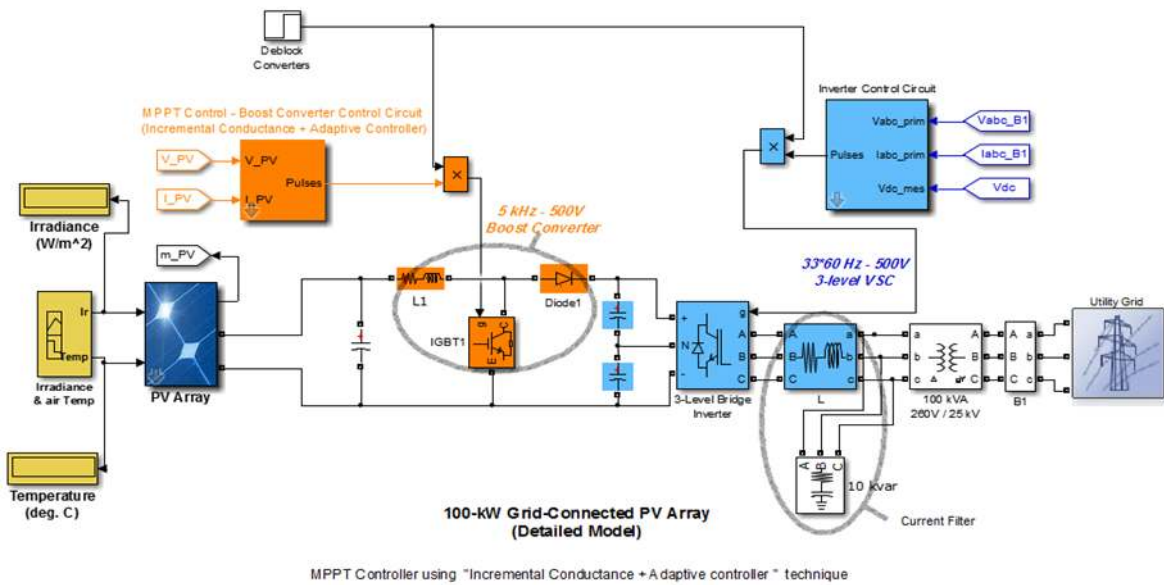 Deblock
Converters
MPPT Control - Boost Converter Control Circuit
(Incremental Conductance + Adaptive Controller)
V_PV
I_PV
V_PV
I_PV
Pulses
×
Inverter Control Circuit
Vabc_prim
Iabc_prim
Vdc_mes
Pulses
×
Vabc_B1
Iabc_B1
Vdc
Irradiance
(W/m^2)
m_PV
5 kHz - 500V
Boost Converter
33*60 Hz - 500V
3-level VSC
Ir
Temp
Irradiance
& air Temp
PV Array
L1
g
C
E
IGBT1
Diode1
+
N
-
g
A
B
C
3-Level Bridge
Inverter
A
B
C
a
b
c
L
a
b
c
A
B
C
100 kVA
260V / 25 kV
A
B
C
a
b
c
B1
Utility Grid
A
B
C
10 kvar
Current Filter
Temperature
(deg. C)
100-kW Grid-Connected PV Array
(Detailed Model)
MPPT Controller using "Incremental Conductance + Adaptive controller " technique